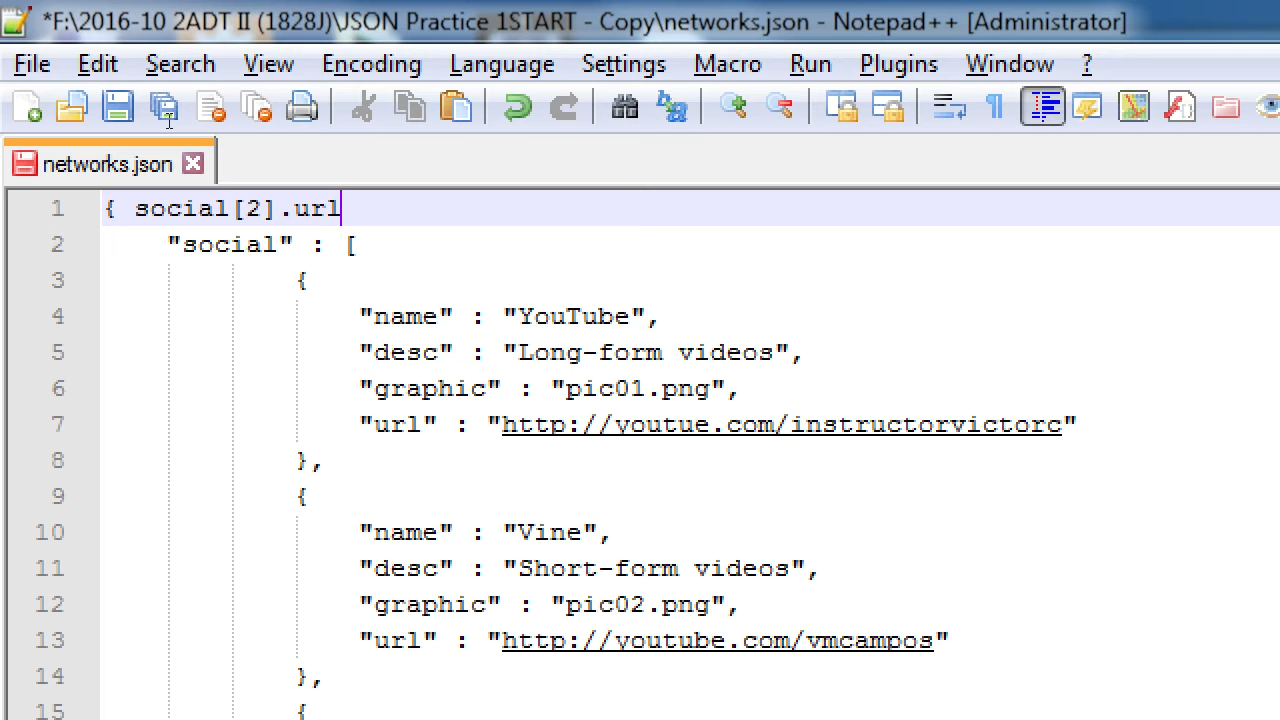 *F:\2016-10 2ADT II (1828J)\JSON Practice 1START - Copy\networks.json - Notepad++ [Administrator]
File Edit Search View Encoding Language Settings Macro Run Plugins Window ?
networks.json
1 { social[2].url
2 "social" : [
3 {
4 "name" : "YouTube",
5 "desc" : "Long-form videos",
6 "graphic" : "pic01.png",
7 "url" : "http://youtue.com/instructorvictorc"
8 },
9 {
10 "name" : "Vine",
11 "desc" : "Short-form videos",
12 "graphic" : "pic02.png",
13 "url" : "http://youtube.com/vmcampos"
14 },
15 {